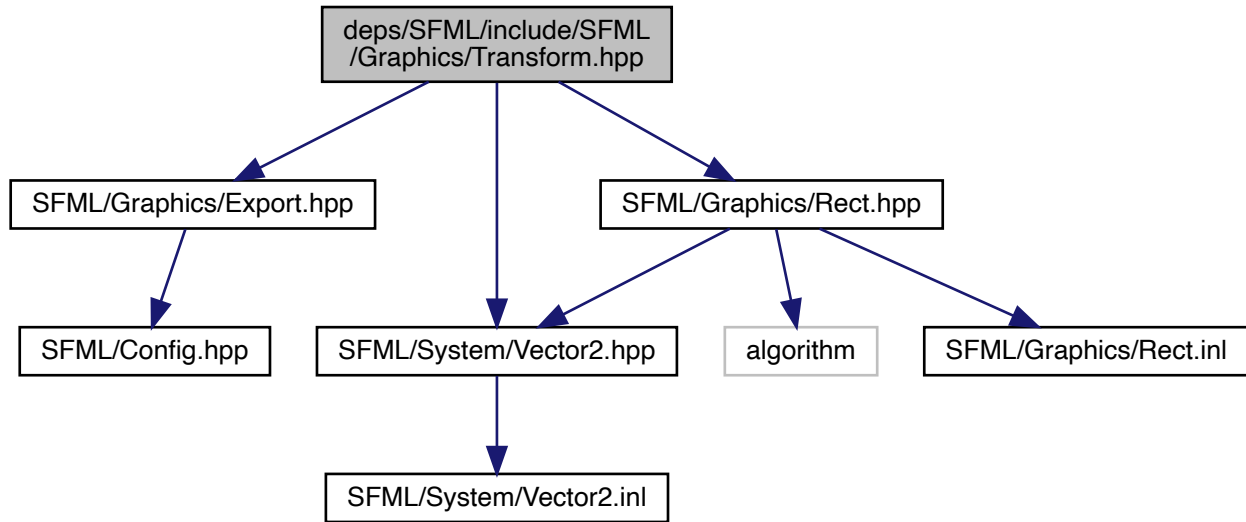 deps/SFML/include/SFML
/Graphics/Transform.hpp
SFML/Graphics/Export.hpp
SFML/Graphics/Rect.hpp
SFML/Config.hpp
SFML/System/Vector2.hpp
algorithm
SFML/Graphics/Rect.inl
SFML/System/Vector2.inl